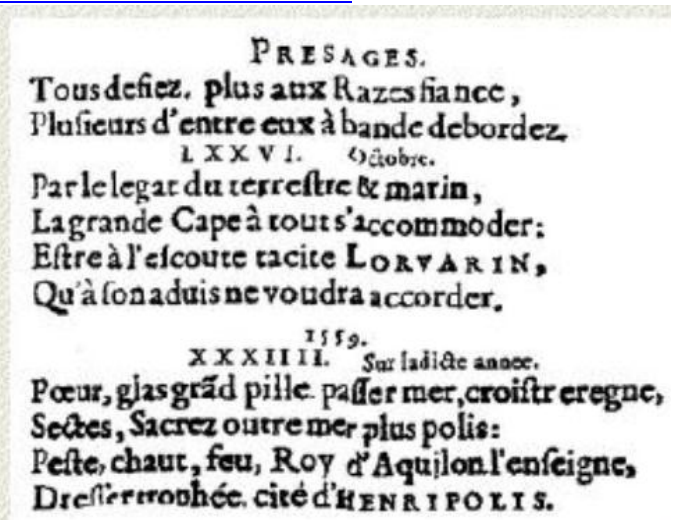 PRESAGES.
Tous defiez. plus aux Razes fiance,
Plusieurs d'entre eux à bande debordez.
LXXVI. Octobre.
Par le legat du terrestre & marin,
La grande Cape à tout s'accommoder:
Estre à l'escoute tacite LORVARIN,
Qu'à son aduis ne voudra accorder.
1559.
XXXIIII. Sur ladicte annee.
Pœur, glas grãd pille. passer mer, croistr eregne,
Sectes, Sacrez outre mer plus polis:
Peste, chaut, feu, Roy d'Aquilon l'enseigne,
Dresser trophée. cité d'HENRIPOLIS.